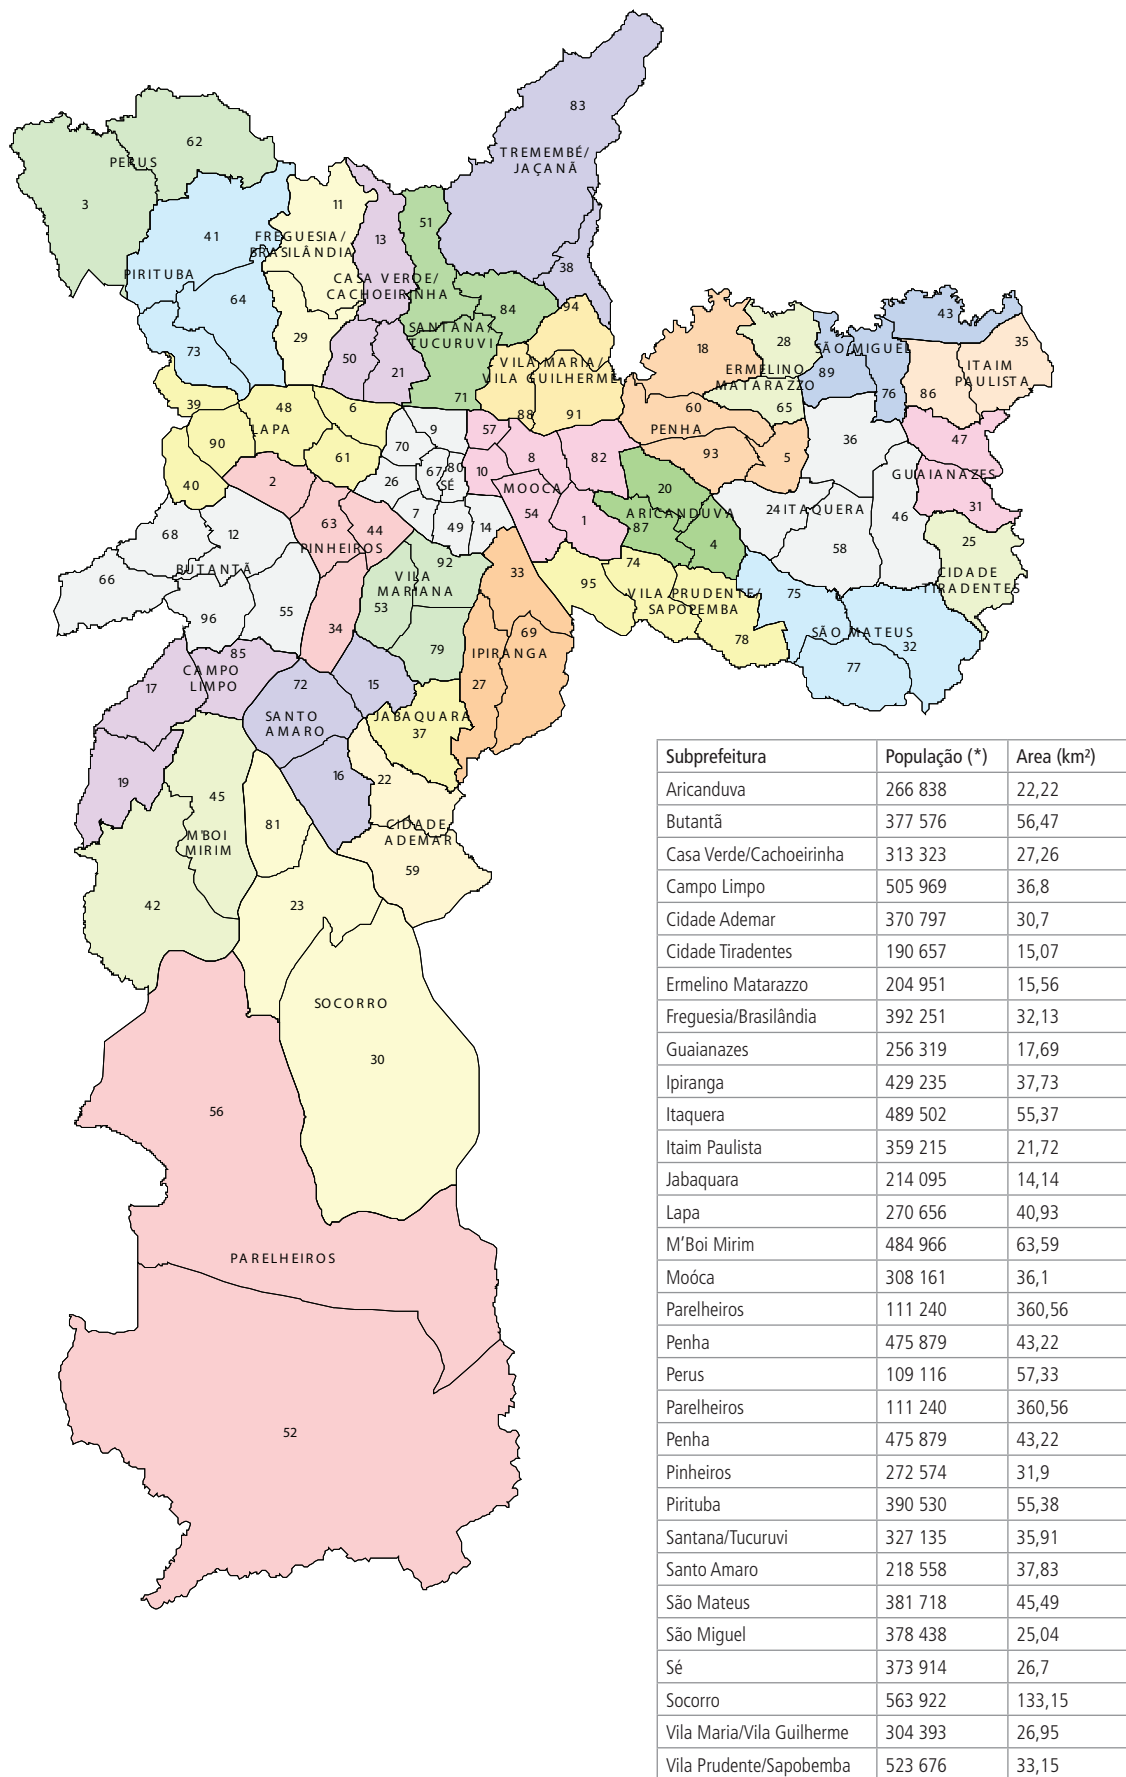 83
TREMEMBÉ/
JAÇANÃ
62
PERUS
3
11
51
41
FREGUESIA/
BRASILÂNDIA
13
38
PIRITUBA
CASA VERDE/
CACHOEIRINHA
64
84
94
43
SANTANA/
TUCURUVI
29
73
50
21
VILA MARIA/
VILA GUILHERME
18
28
SÃO MIGUEL
35
ERMELINO
MATARAZZO
89
ITAIM
PAULISTA
76
86
39
48
6
71
88
91
60
65
90
LAPA
9
57
PENHA
36
47
70
61
8
82
93
5
40
2
26
67
80
SÉ
10
MOOCA
20
GUAIANAZES
63
44
7
49
14
54
1
ARICANDUVA
87
4
24
ITAQUERA
46
31
68
12
PINHEIROS
58
25
66
BUTANTÃ
92
VILA
MARIANA
33
74
CIDADE
TIRADENTES
96
55
53
95
VILA PRUDENTE/
SAPOPEMBA
75
34
69
78
SÃO MATEUS
32
85
79
IPIRANGA
77
17
CAMPO
LIMPO
72
15
27
SANTO
AMARO
JABAQUARA
37
19
16
22
45
81
CIDADE
ADEMAR
M'BOI
MIRIM
59
42
23
SOCORRO
30
56
PARELHEIROS
52
Subprefeitura População (*) Area (km²)
Aricanduva 266 838 22,22
Butantã 377 576 56,47
Casa Verde/Cachoeirinha 313 323 27,26
Campo Limpo 505 969 36,8
Cidade Ademar 370 797 30,7
Cidade Tiradentes 190 657 15,07
Ermelino Matarazzo 204 951 15,56
Freguesia/Brasilândia 392 251 32,13
Guaianazes 256 319 17,69
Ipiranga 429 235 37,73
Itaquera 489 502 55,37
Itaim Paulista 359 215 21,72
Jabaquara 214 095 14,14
Lapa 270 656 40,93
M'Boi Mirim 484 966 63,59
Moóca 308 161 36,1
Parelheiros 111 240 360,56
Penha 475 879 43,22
Perus 109 116 57,33
Parelheiros 111 240 360,56
Penha 475 879 43,22
Pinheiros 272 574 31,9
Pirituba 390 530 55,38
Santana/Tucuruvi 327 135 35,91
Santo Amaro 218 558 37,83
São Mateus 381 718 45,49
São Miguel 378 438 25,04
Sé 373 914 26,7
Socorro 563 922 133,15
Vila Maria/Vila Guilherme 304 393 26,95
Vila Prudente/Sapobemba 523 676 33,15